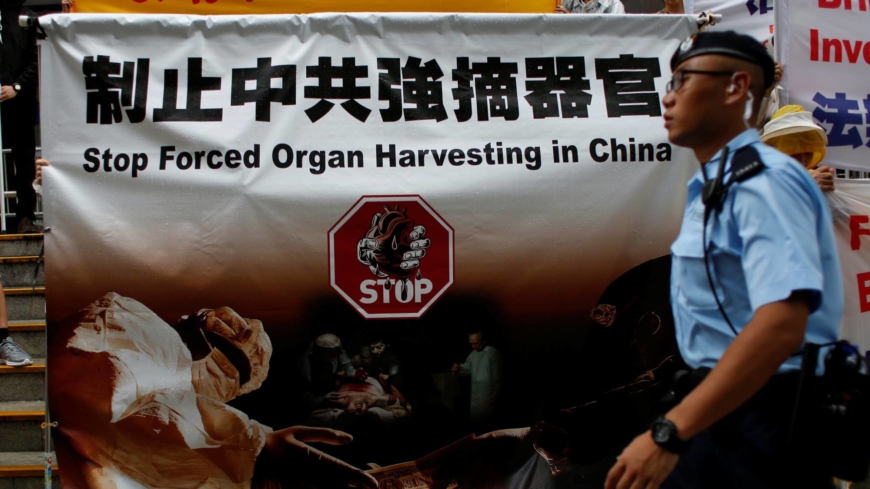 制止中共強摘器官
Stop Forced Organ Harvesting in China
STOP
Inve
法
F